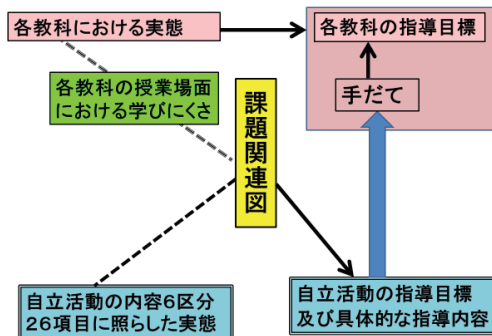 各教科における実態
各教科の指導目標
手だて
各教科の授業場面
における学びにくさ
課題関連図
自立活動の内容6区分
26項目に照らした実態
自立活動の指導目標
及び具体的な指導内容